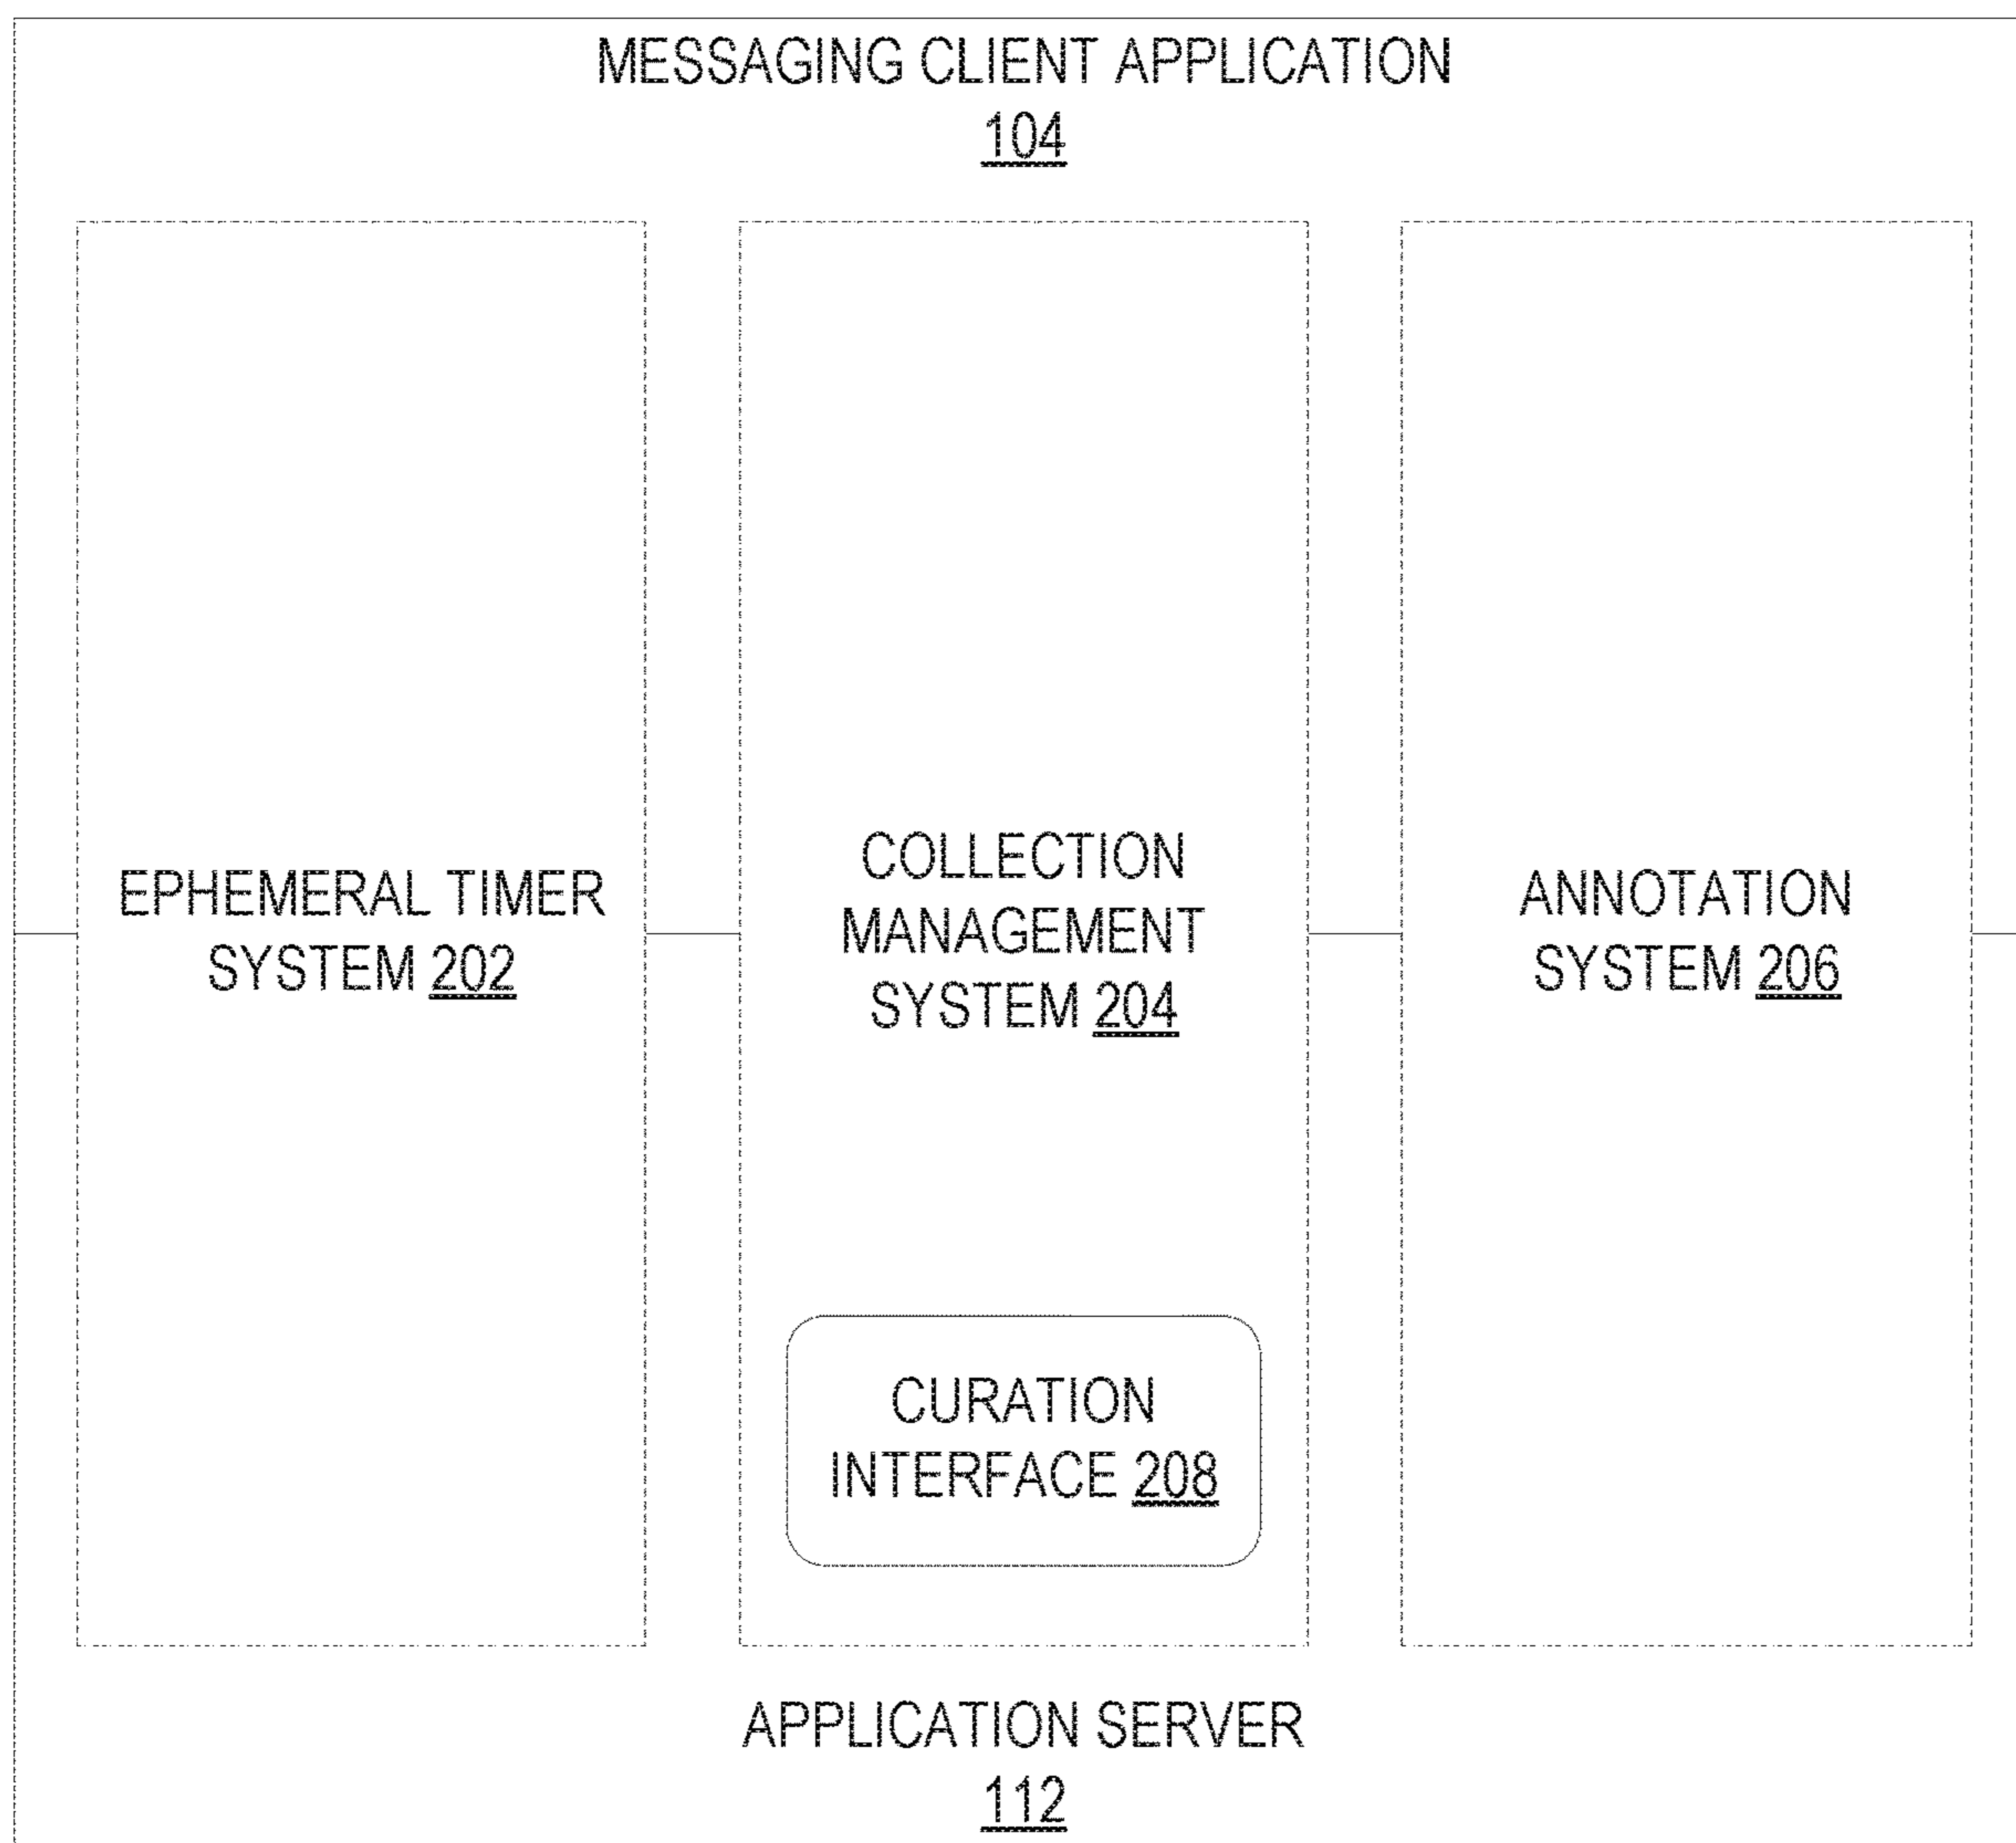 MESSAGING CLIENT APPLICATION
104
EPHEMERAL TIMER
SYSTEM 202
COLLECTION
MANAGEMENT
SYSTEM 204
ANNOTATION
SYSTEM 206
CURATION
INTERFACE 208
APPLICATION SERVER
112